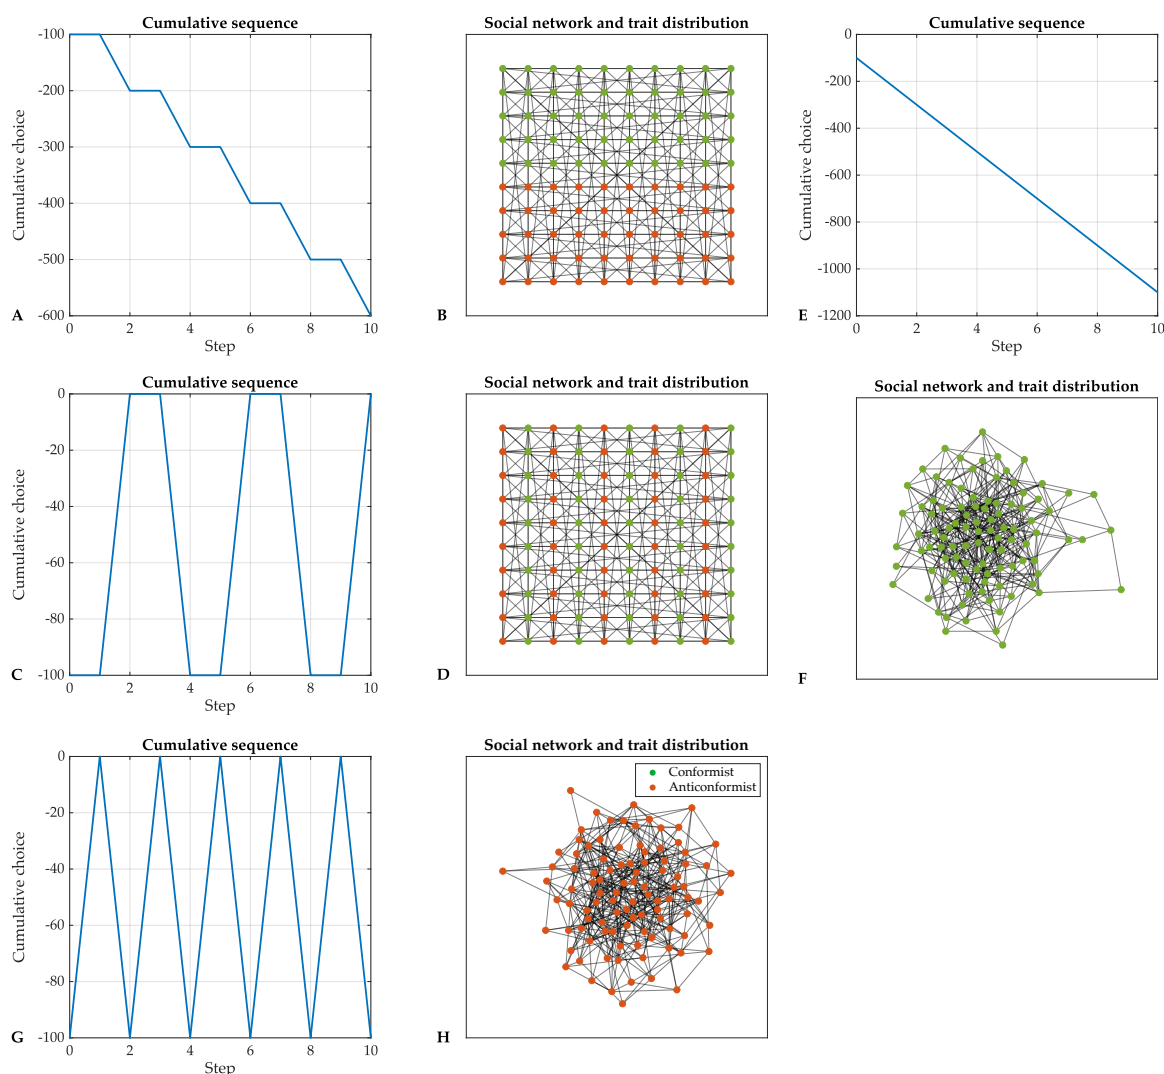 Cumulative sequence
-100
-200
-300
-400
-500
-600
0 2 4 6 8 10
Cumulative choice
Step
A
Social network and trait distribution
B
Cumulative sequence
0
-200
-400
-600
-800
-1000
-1200
0 2 4 6 8 10
Cumulative choice
Step
E
Cumulative sequence
0
-20
-40
-60
-80
-100
0 2 4 6 8 10
Cumulative choice
Step
C
Social network and trait distribution
D
Social network and trait distribution
F
Cumulative sequence
0
-20
-40
-60
-80
-100
0 2 4 6 8 10
Cumulative choice
Step
G
Social network and trait distribution
Conformist
Anticonformist
H